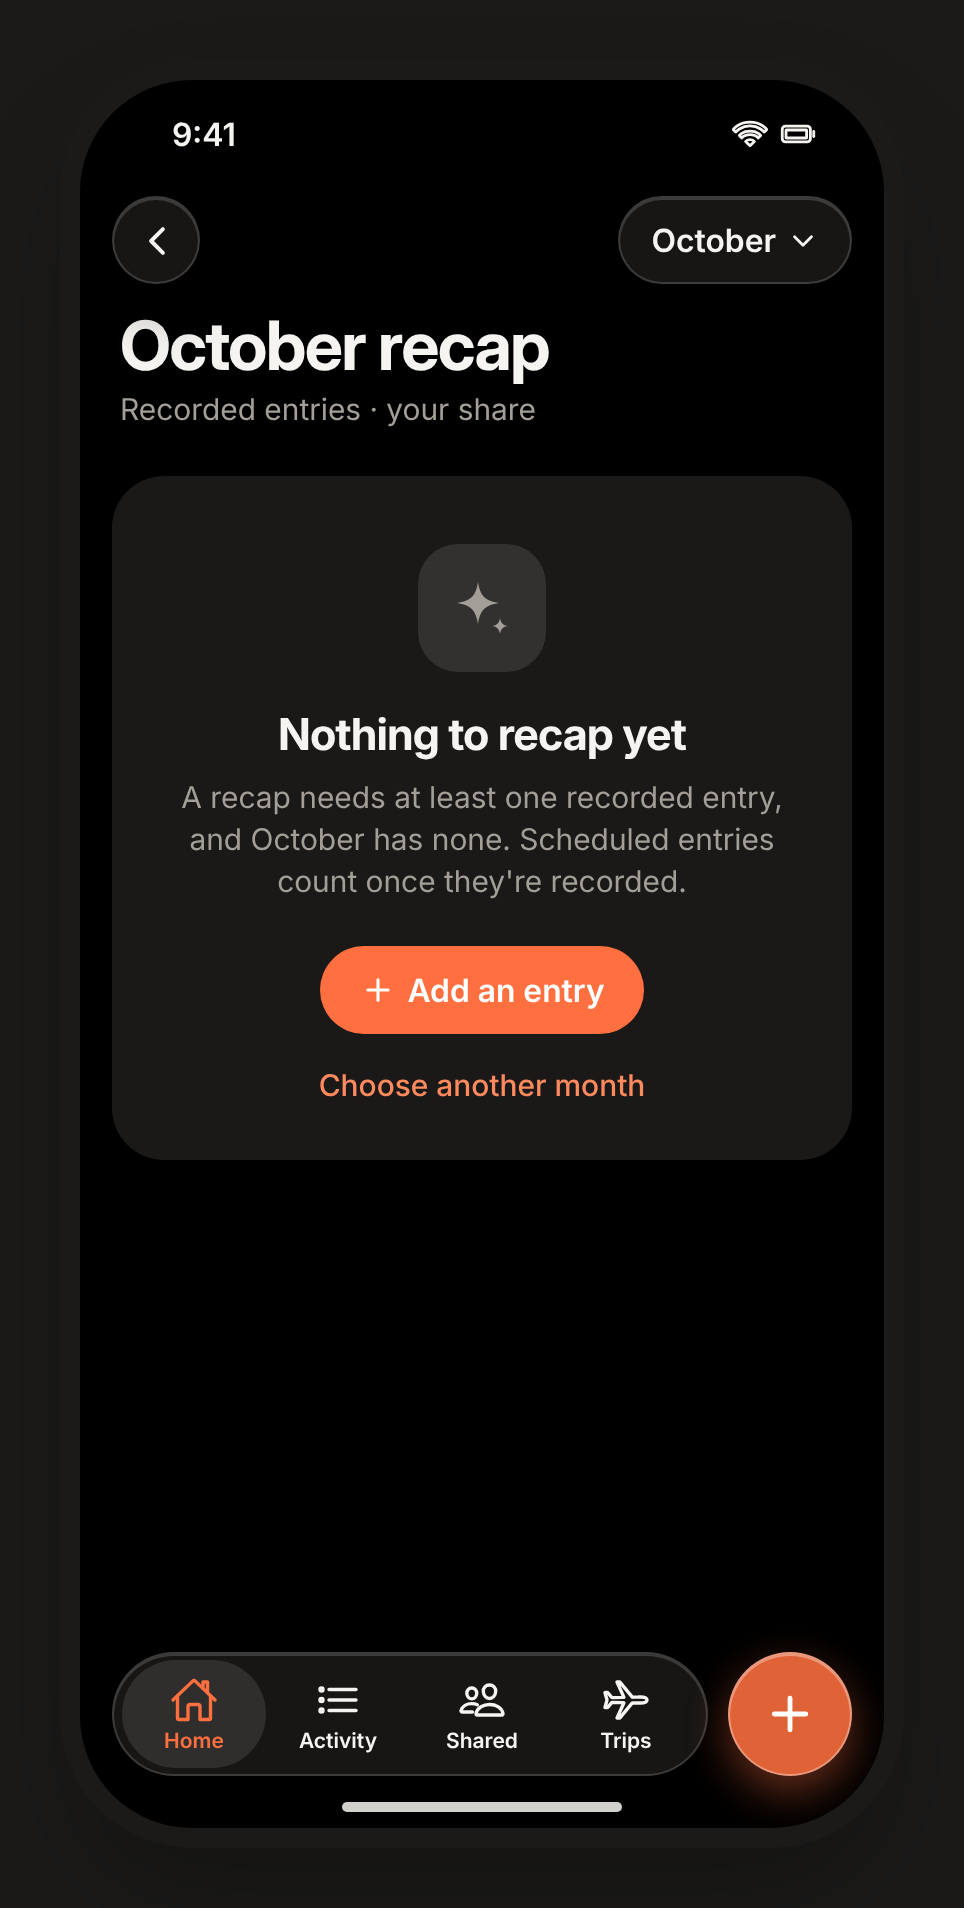 9:41
October
October recap
Recorded entries · your share
Nothing to recap yet
A recap needs at least one recorded entry,
and October has none. Scheduled entries
count once they're recorded.
Add an entry
Choose another month
Home
Activity
Shared
Trips